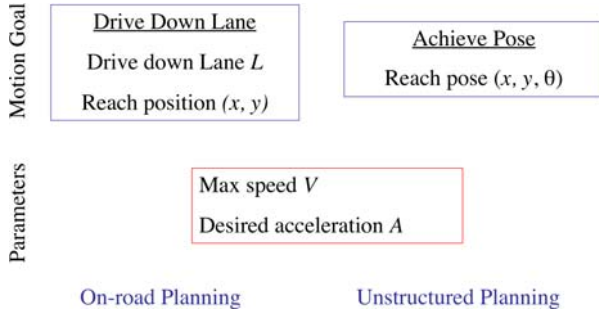 Motion Goal
Drive Down Lane
Drive down Lane L
Reach position (x, y)
Achieve Pose
Reach pose (x, y, θ)
Parameters
Max speed V
Desired acceleration A
On-road Planning
Unstructured Planning